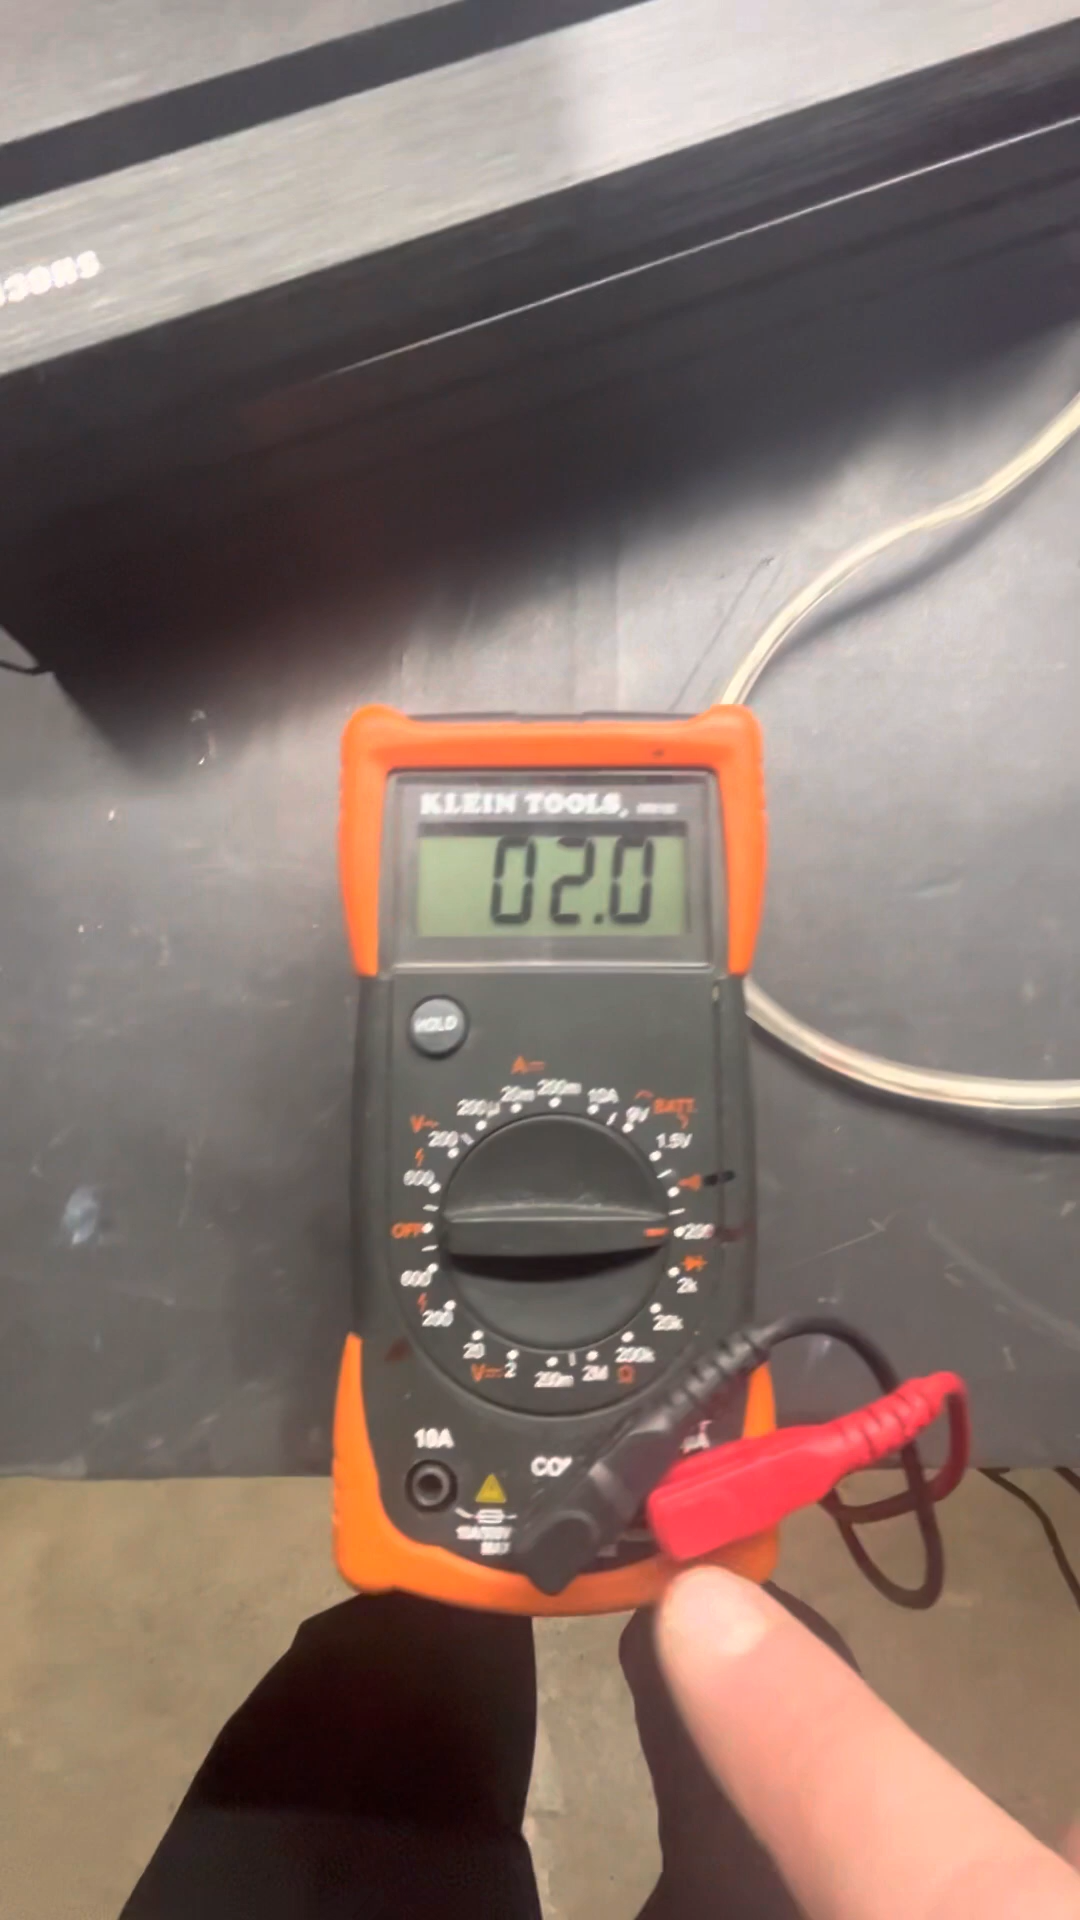 KLEIN TOOLS
02.0
HOLD
A
200µ 20m 200m 10A
9V BATT.
V~
200
1.5V
600
OFF
200
600
2k
200
20k
20
200k
V
2
200m
2M
Ω
10A